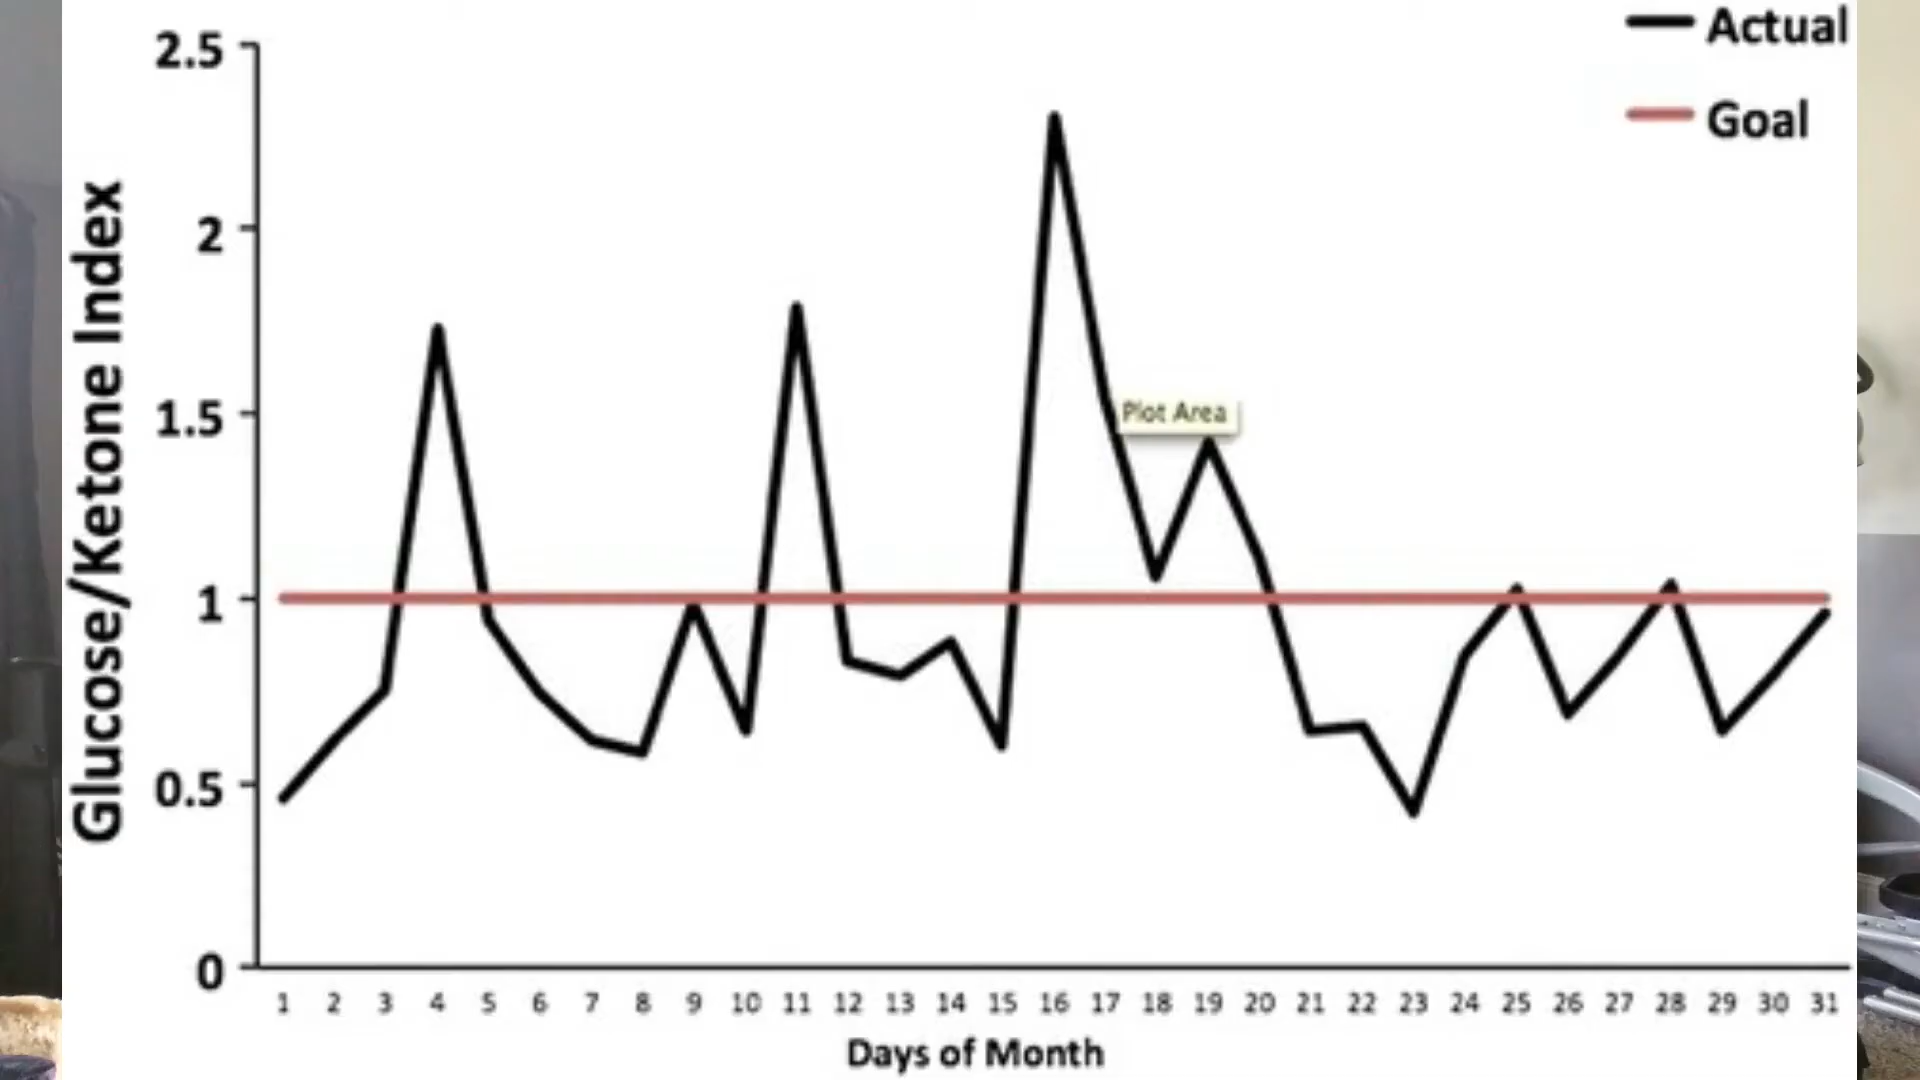 Actual
Goal
Glucose/Ketone Index
2.5
2
1.5
1
0.5
0
Plot Area
1 2 3 4 5 6 7 8 9 10 11 12 13 14 15 16 17 18 19 20 21 22 23 24 25 26 27 28 29 30 31
Days of Month